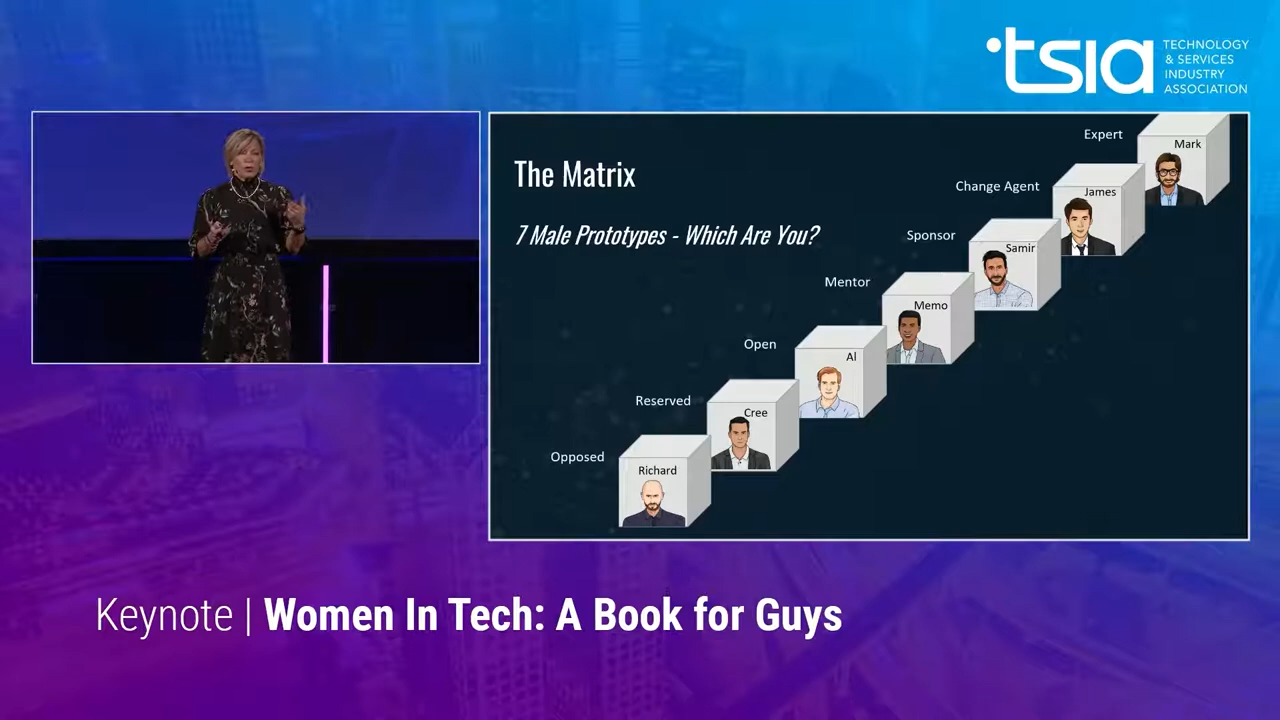 tsia
TECHNOLOGY
& SERVICES
INDUSTRY
ASSOCIATION
The Matrix
7 Male Prototypes - Which Are You?
Expert
Mark
Change Agent
James
Sponsor
Samir
Mentor
Memo
Open
Al
Reserved
Cree
Opposed
Richard
Keynote | Women In Tech: A Book for Guys